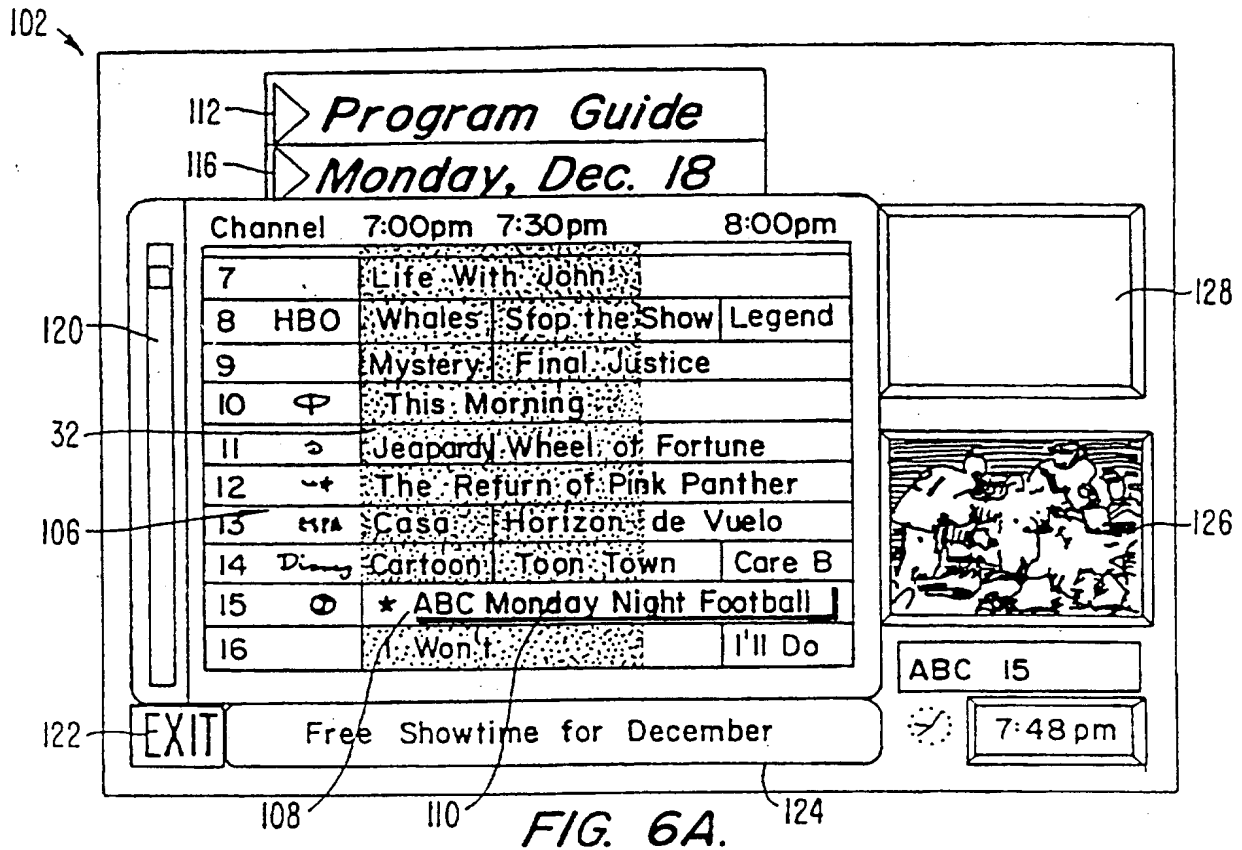 102
112
Program Guide
116
Monday, Dec. 18
Channel 7:00pm 7:30pm 8:00pm
7 Life With John
128
8 HBO Whales Stop the Show Legend
120
9 Mystery Final Justice
10 This Morning
32
11 Jeapardy Wheel of Fortune
12 The Return of Pink Panther
106
13 Casa Horizon de Vuelo
126
14 Disney Cartoon Toon Town Care B
15 ★ ABC Monday Night Football
16 I Won't I'll Do
ABC 15
122
EXIT Free Showtime for December
7:48 pm
108 110 124
FIG. 6A.